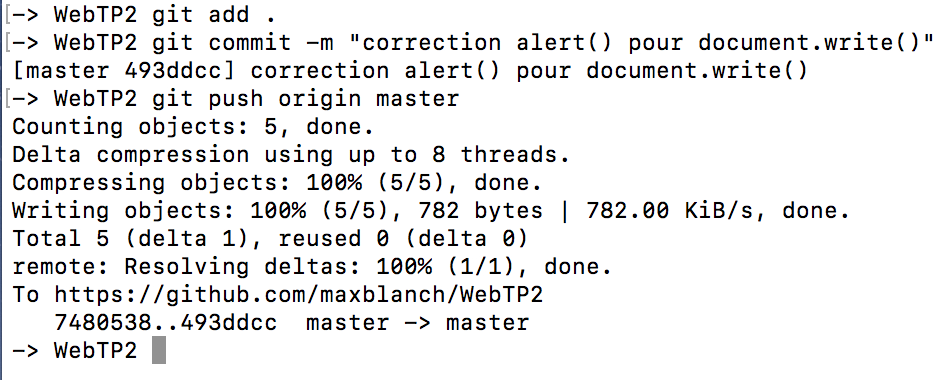 [-> WebTP2 git add .
[-> WebTP2 git commit -m "correction alert() pour document.write()"
[master 493ddcc] correction alert() pour document.write()
[-> WebTP2 git push origin master
Counting objects: 5, done.
Delta compression using up to 8 threads.
Compressing objects: 100% (5/5), done.
Writing objects: 100% (5/5), 782 bytes | 782.00 KiB/s, done.
Total 5 (delta 1), reused 0 (delta 0)
remote: Resolving deltas: 100% (1/1), done.
To https://github.com/maxblanch/WebTP2
   7480538..493ddcc  master -> master
-> WebTP2